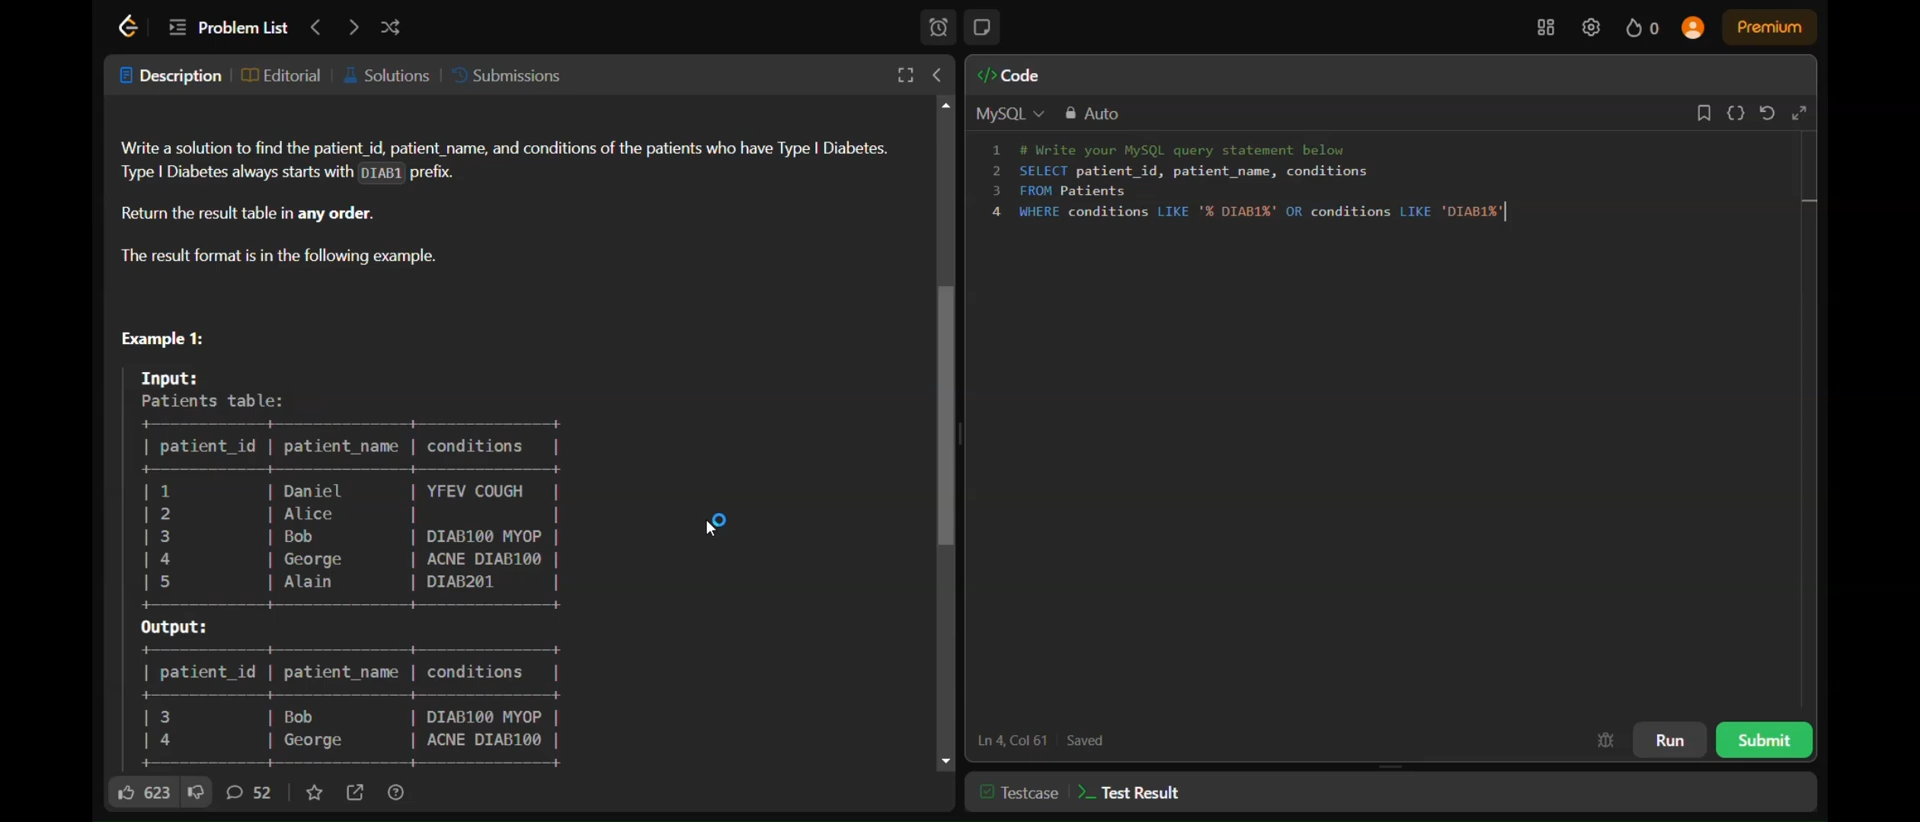 Problem List
0
Premium
Description
Editorial
Solutions
Submissions
Write a solution to find the patient_id, patient_name, and conditions of the patients who have Type I Diabetes.
Type I Diabetes always starts with DIAB1 prefix.
Return the result table in any order.
The result format is in the following example.
Example 1:
Input:
Patients table:
+------------+--------------+--------------+
| patient_id | patient_name | conditions   |
+------------+--------------+--------------+
| 1          | Daniel       | YFEV COUGH   |
| 2          | Alice        |              |
| 3          | Bob          | DIAB100 MYOP |
| 4          | George       | ACNE DIAB100 |
| 5          | Alain        | DIAB201      |
+------------+--------------+--------------+
Output:
+------------+--------------+--------------+
| patient_id | patient_name | conditions   |
+------------+--------------+--------------+
| 3          | Bob          | DIAB100 MYOP |
| 4          | George       | ACNE DIAB100 |
+------------+--------------+--------------+
623
52
</> Code
MySQL
Auto
1 # Write your MySQL query statement below
2 SELECT patient_id, patient_name, conditions
3 FROM Patients
4 WHERE conditions LIKE '% DIAB1%' OR conditions LIKE 'DIAB1%'
Ln 4, Col 61
Saved
Run
Submit
Testcase
Test Result